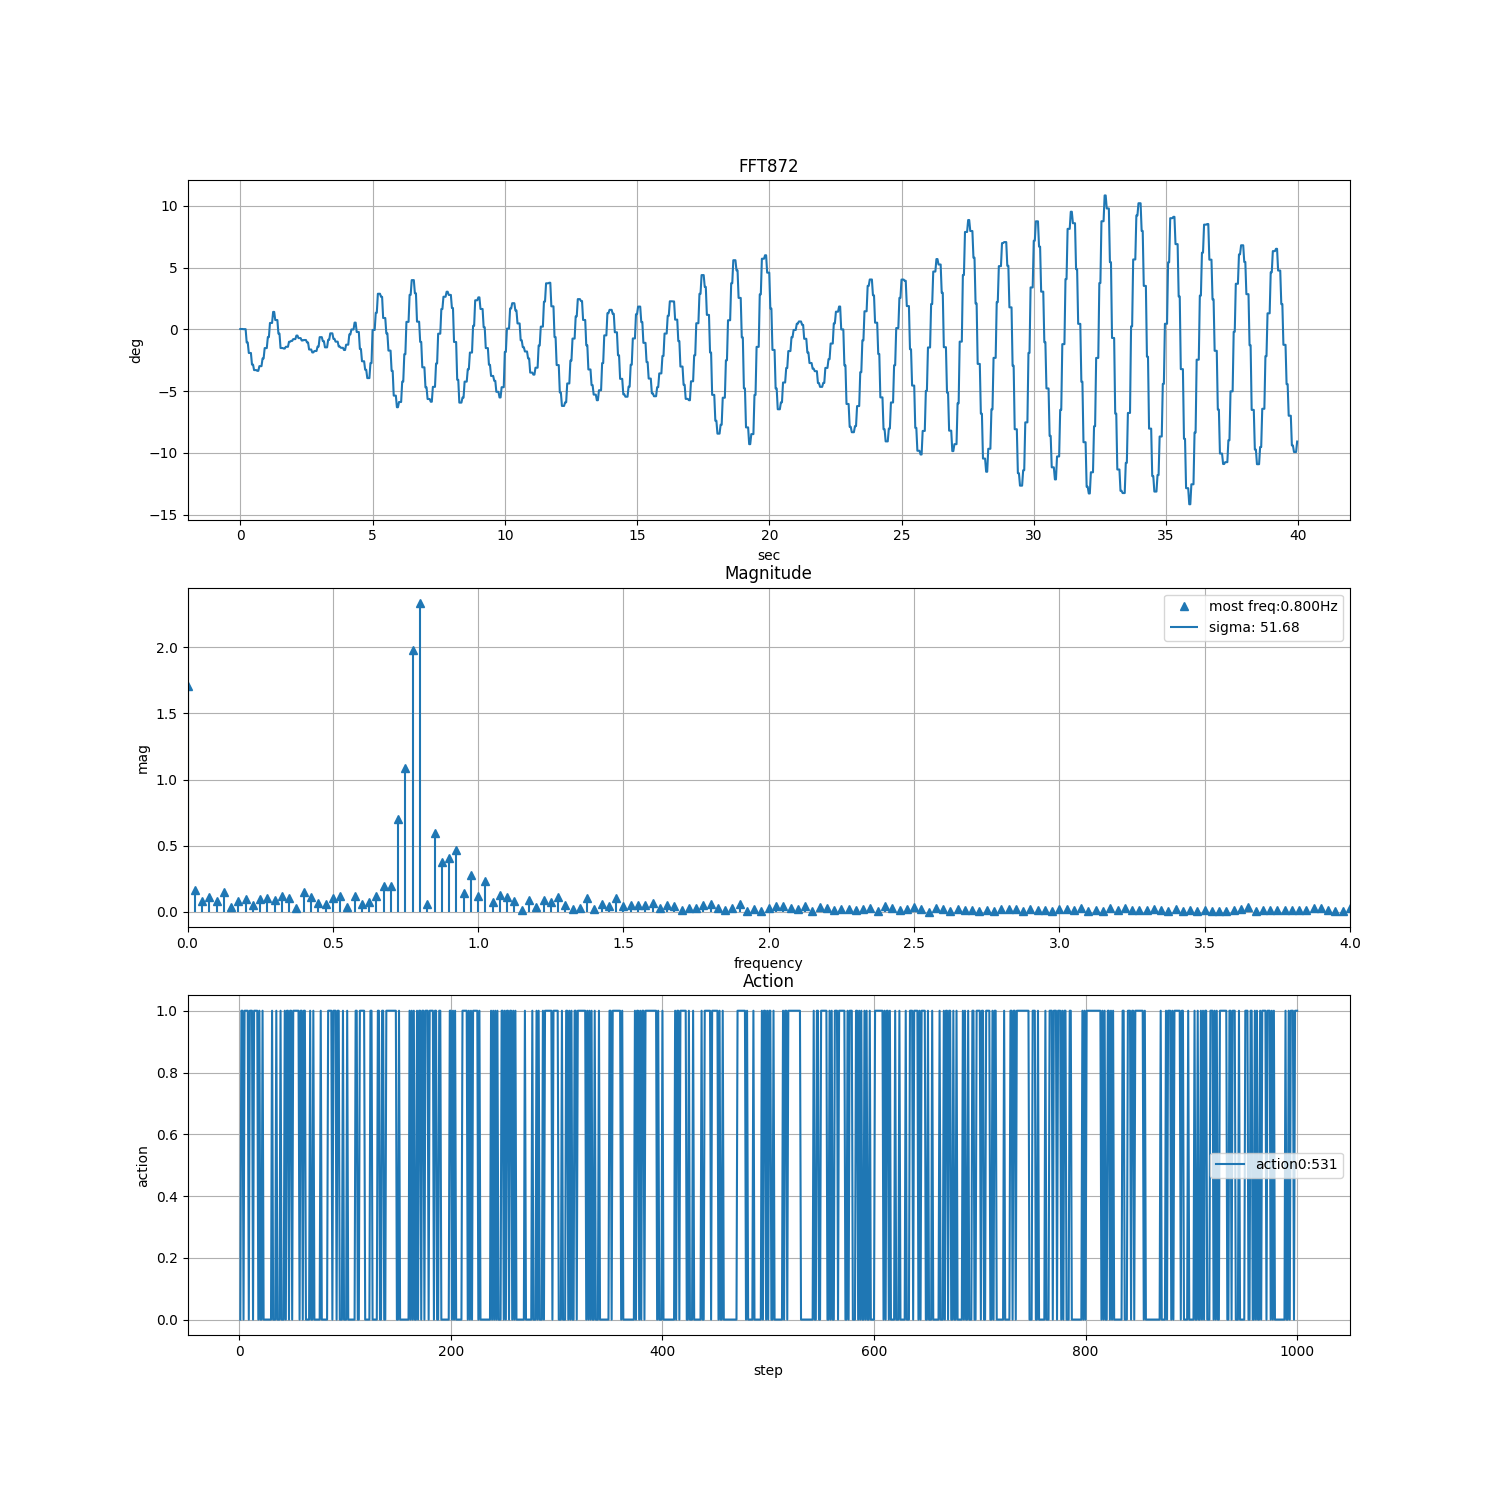 FFT872
10
5
0
−5
−10
−15
deg
0 5 10 15 20 25 30 35 40
sec
Magnitude
most freq:0.800Hz
sigma: 51.68
2.0
1.5
1.0
0.5
0.0
mag
0.0 0.5 1.0 1.5 2.0 2.5 3.0 3.5 4.0
frequency
Action
1.0
0.8
0.6
0.4
0.2
0.0
action
action0:531
0 200 400 600 800 1000
step